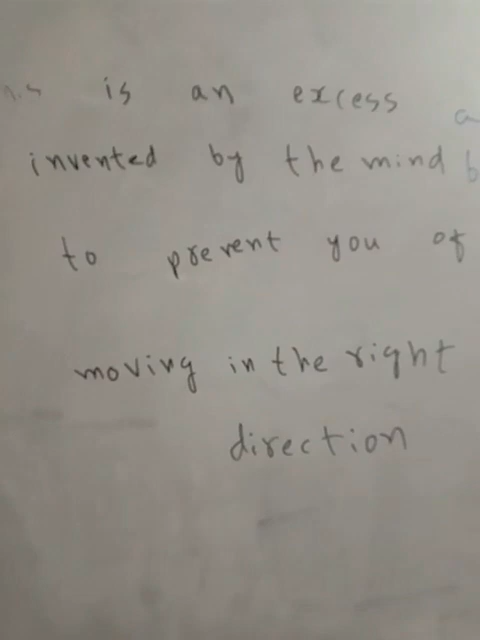 is an excess
invented by the mind
to prevent you of
moving in the right
direction